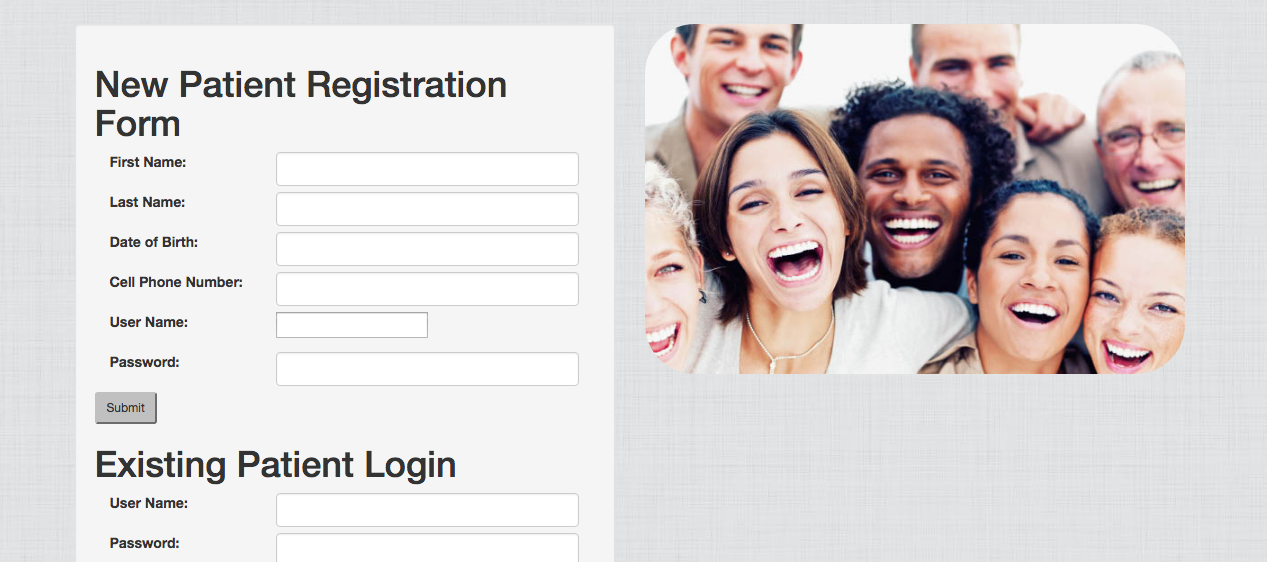 New Patient Registration
Form
First Name:
Last Name:
Date of Birth:
Cell Phone Number:
User Name:
Password:
Submit
Existing Patient Login
User Name:
Password: